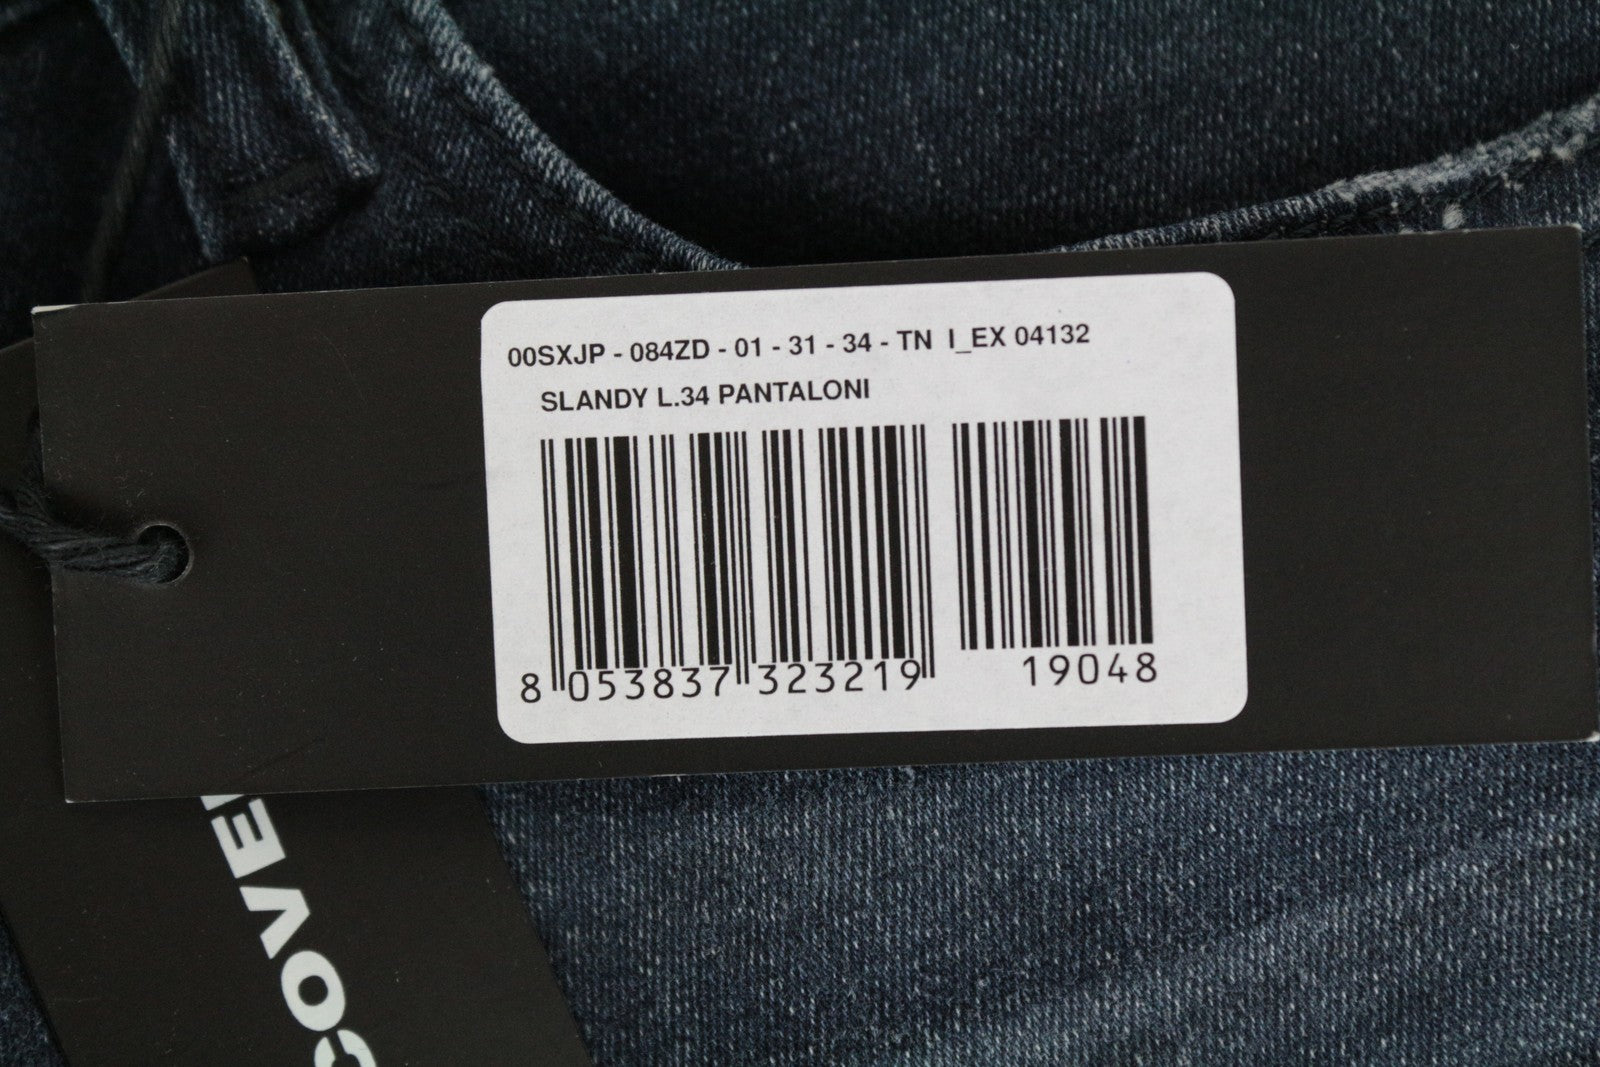 00SXJP - 084ZD - 01 - 31 - 34 - TN I_EX 04132
SLANDY L.34 PANTALONI
8 053837 323219 19048
COVE